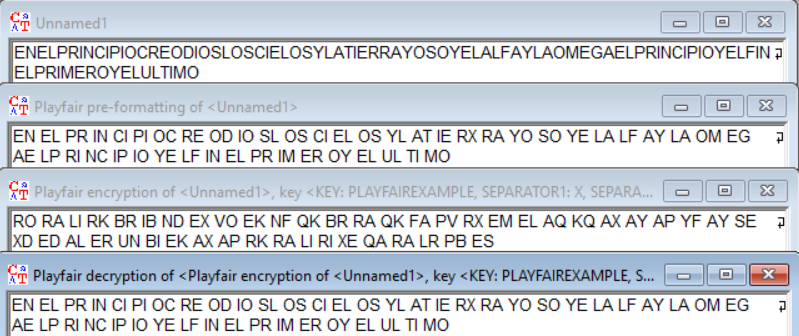 Unnamed1
ENELPRINCIPIOCREODIOSLOSCIELOSYLATIERRAYOSOYELALFAYLAOMEGAELPRINCIPIOYELFIN
ELPRIMEROYELULTIMO
Playfair pre-formatting of <Unnamed1>
EN EL PR IN CI PI OC RE OD IO SL OS CI EL OS YL AT IE RX RA YO SO YE LA LF AY LA OM EG
AE LP RI NC IP IO YE LF IN EL PR IM ER OY EL UL TI MO
Playfair encryption of <Unnamed1>, key <KEY: PLAYFAIREXAMPLE, SEPARATOR1: X, SEPARA...
RO RA LI RK BR IB ND EX VO EK NF QK BR RA QK FA PV RX EM EL AQ KQ AX AY AP YF AY SE
XD ED AL ER UN BI EK AX AP RK RA LI RI XE QA RA LR PB ES
Playfair decryption of <Playfair encryption of <Unnamed1>, key <KEY: PLAYFAIREXAMPLE, S...
EN EL PR IN CI PI OC RE OD IO SL OS CI EL OS YL AT IE RX RA YO SO YE LA LF AY LA OM EG
AE LP RI NC IP IO YE LF IN EL PR IM ER OY EL UL TI MO